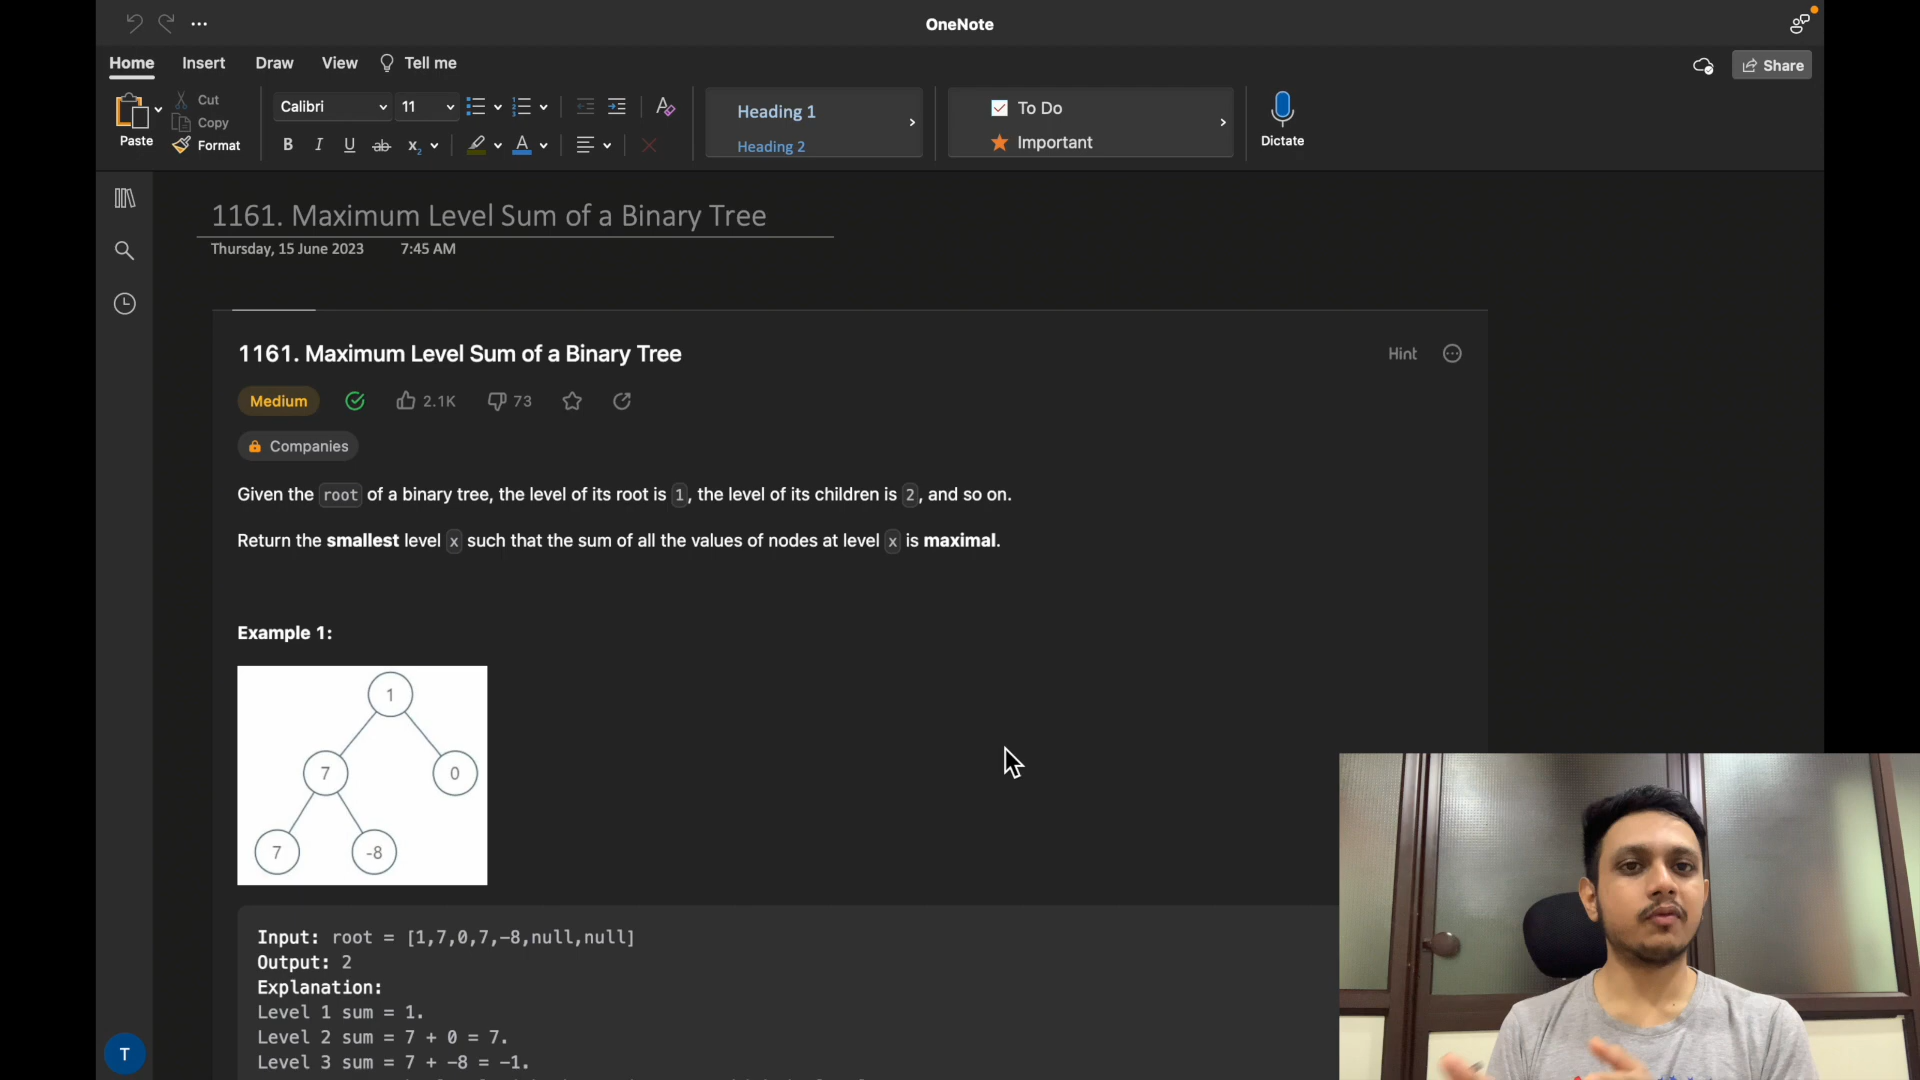 OneNote
Home Insert Draw View Tell me
Share
Paste
Cut
Copy
Format
Calibri 11
B I U ab x₂ A
Heading 1
Heading 2
To Do
Important
Dictate
1161. Maximum Level Sum of a Binary Tree
Thursday, 15 June 2023 7:45 AM
1161. Maximum Level Sum of a Binary Tree
Hint
Medium 2.1K 73
Companies
Given the root of a binary tree, the level of its root is 1, the level of its children is 2, and so on.
Return the smallest level x such that the sum of all the values of nodes at level x is maximal.
Example 1:
1
7 0
7 -8
Input: root = [1,7,0,7,-8,null,null]
Output: 2
Explanation:
Level 1 sum = 1.
Level 2 sum = 7 + 0 = 7.
Level 3 sum = 7 + -8 = -1.
T